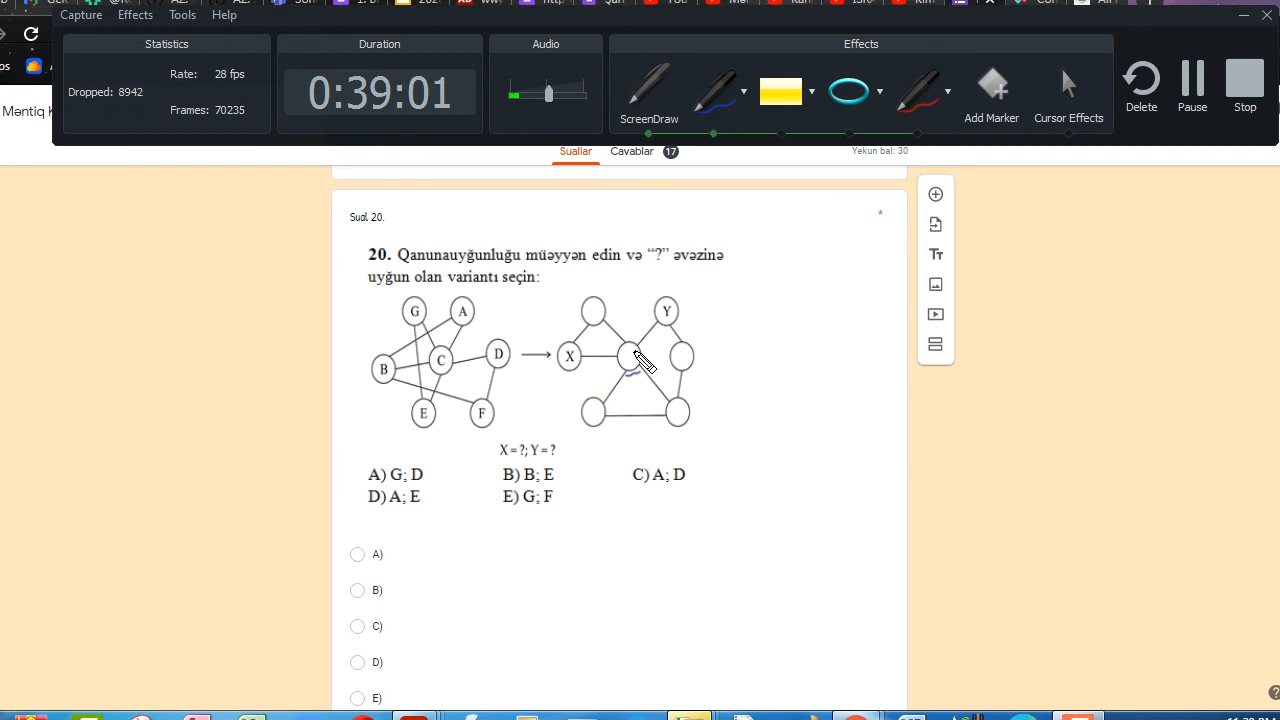 Capture Effects Tools Help
Statistics
Duration
Audio
Effects
Rate: 28 fps
Dropped: 8942
Frames: 70233
0:39:01
ScreenDraw
Add Marker
Cursor Effects
Delete
Pause
Stop
Məntiq
Suallar
Cavablar 17
Yekun bal: 30
Sual 20.
*
20. Qanunauyğunluğu müəyyən edin və “?” əvəzinə
uyğun olan variantı seçin:
G A Y
B C D X
E F
X = ?; Y = ?
A) G; D B) B; E C) A; D
D) A; E E) G; F
A)
B)
C)
D)
E)